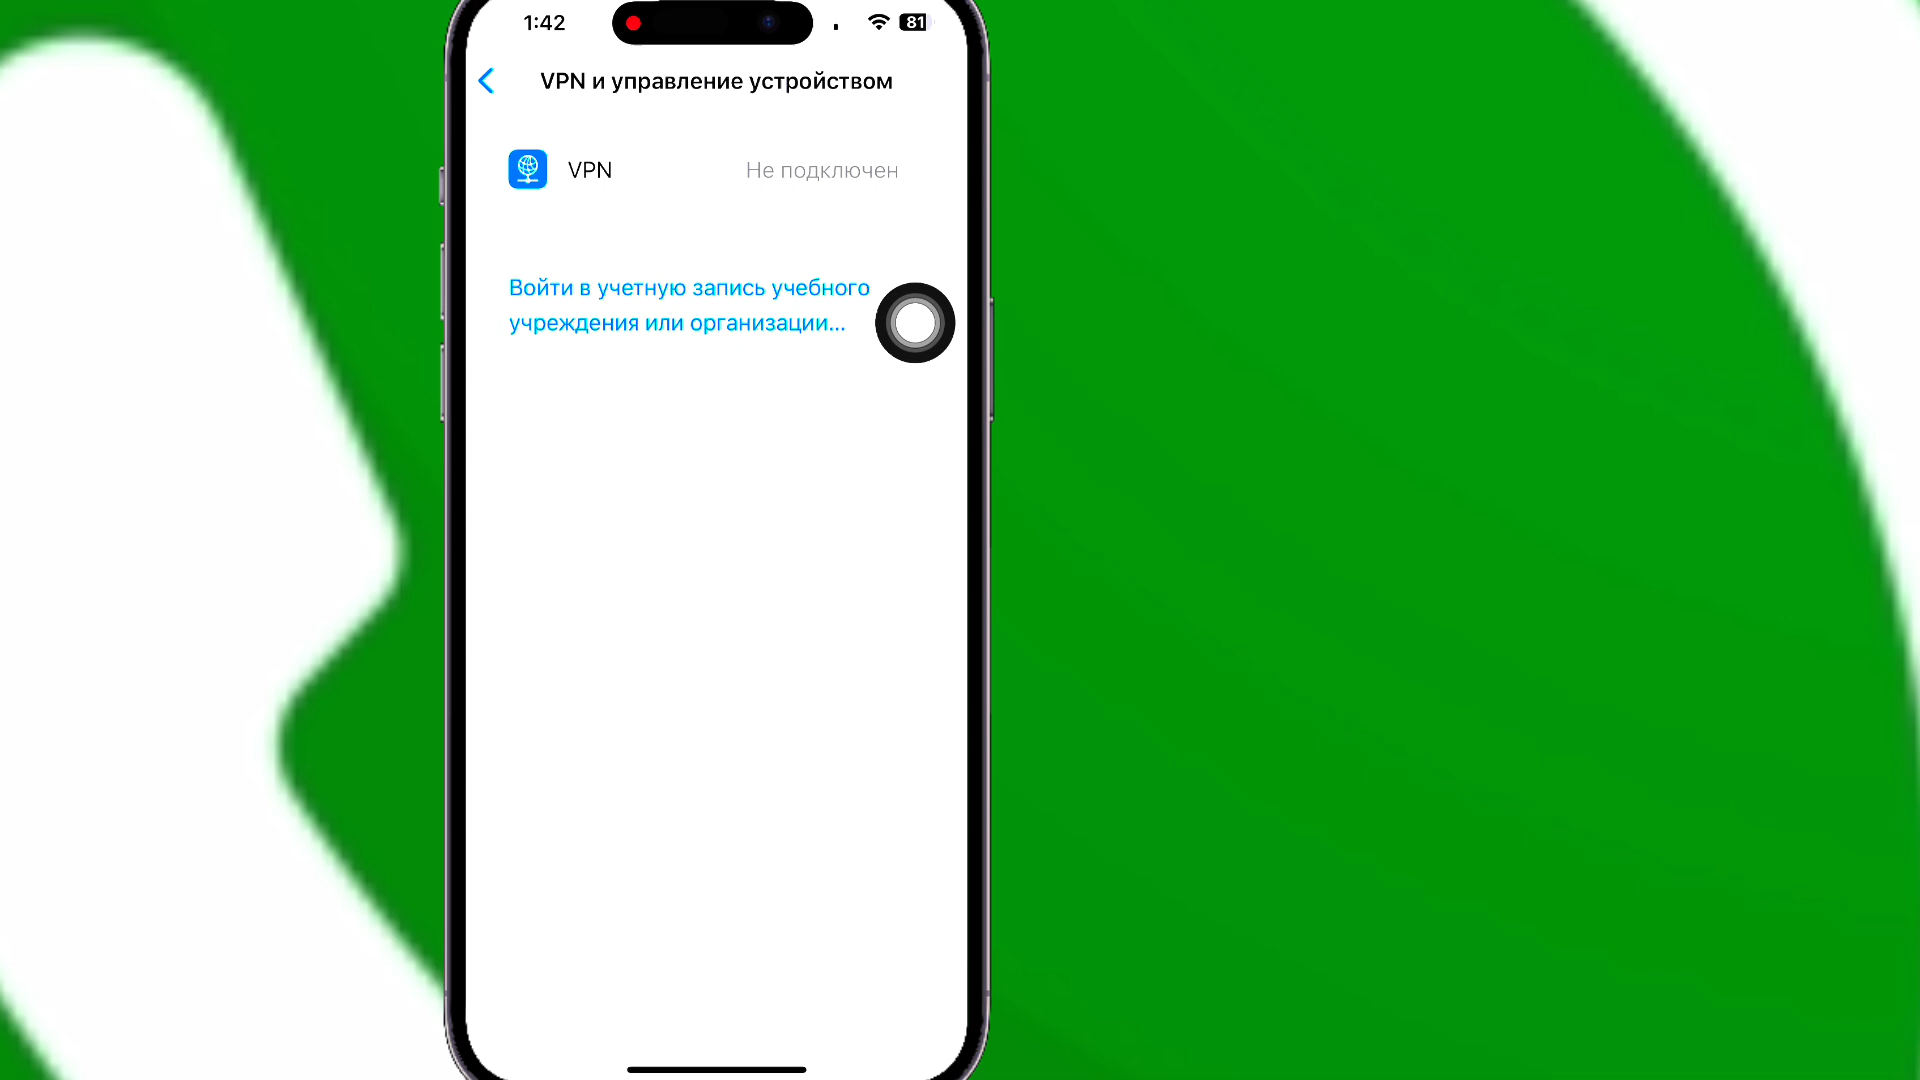 1:42
81
VPN и управление устройством
VPN
Не подключен
Войти в учетную запись учебного
учреждения или организации...